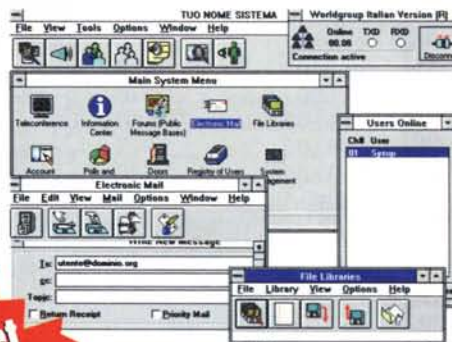 TUO NOME SISTEMA
File View Tools Options Window Help
Worldgroup Italian Version [R]
Online TXD RXD
00.06
Connection active
Disconn
Main System Menu
Teleconference
Information Center
Forums (Public Message Bases)
Electronic Mail
File Libraries
Account
Polls and
Doors
Registry of Users
System
Users Online
Chll User
01 Sysop
Electronic Mail
File Edit View Mail Options Window Help
Write New Message
To: utente@dominio.org
cc:
Topic:
Return Receipt
Priority Mail
File Libraries
File Library View Options Help